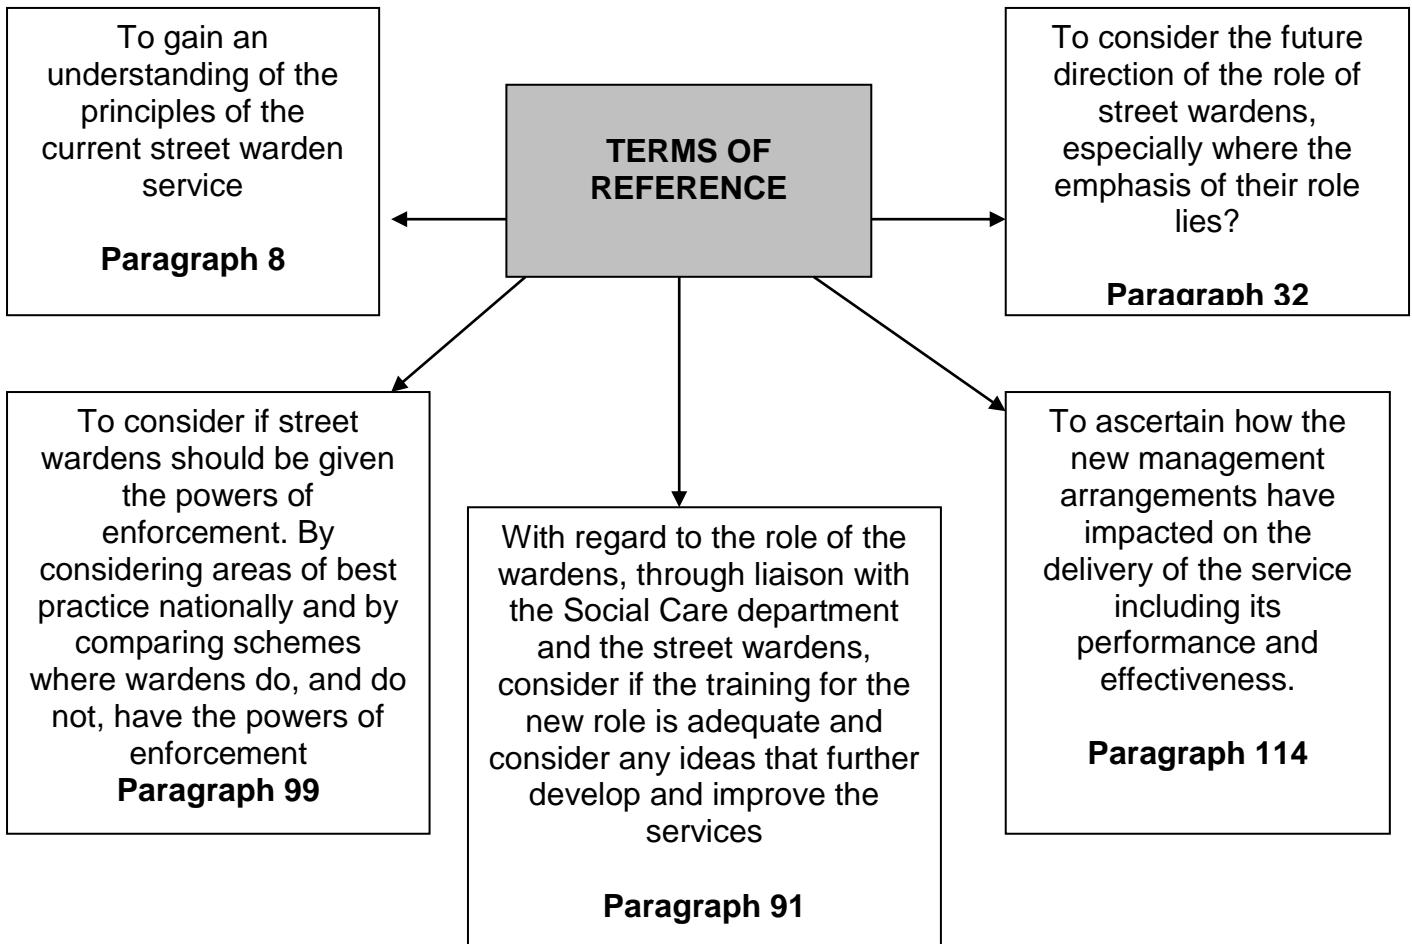 To gain an
understanding of the
principles of the
current street warden
service
Paragraph 8
TERMS OF
REFERENCE
To consider the future
direction of the role of
street wardens,
especially where the
emphasis of their role
lies?
Paragraph 32
To consider if street
wardens should be given
the powers of
enforcement. By
considering areas of best
practice nationally and by
comparing schemes
where wardens do, and do
not, have the powers of
enforcement
Paragraph 99
With regard to the role of the
wardens, through liaison with
the Social Care department
and the street wardens,
consider if the training for the
new role is adequate and
consider any ideas that further
develop and improve the
services
Paragraph 91
To ascertain how the
new management
arrangements have
impacted on the
delivery of the service
including its
performance and
effectiveness.
Paragraph 114